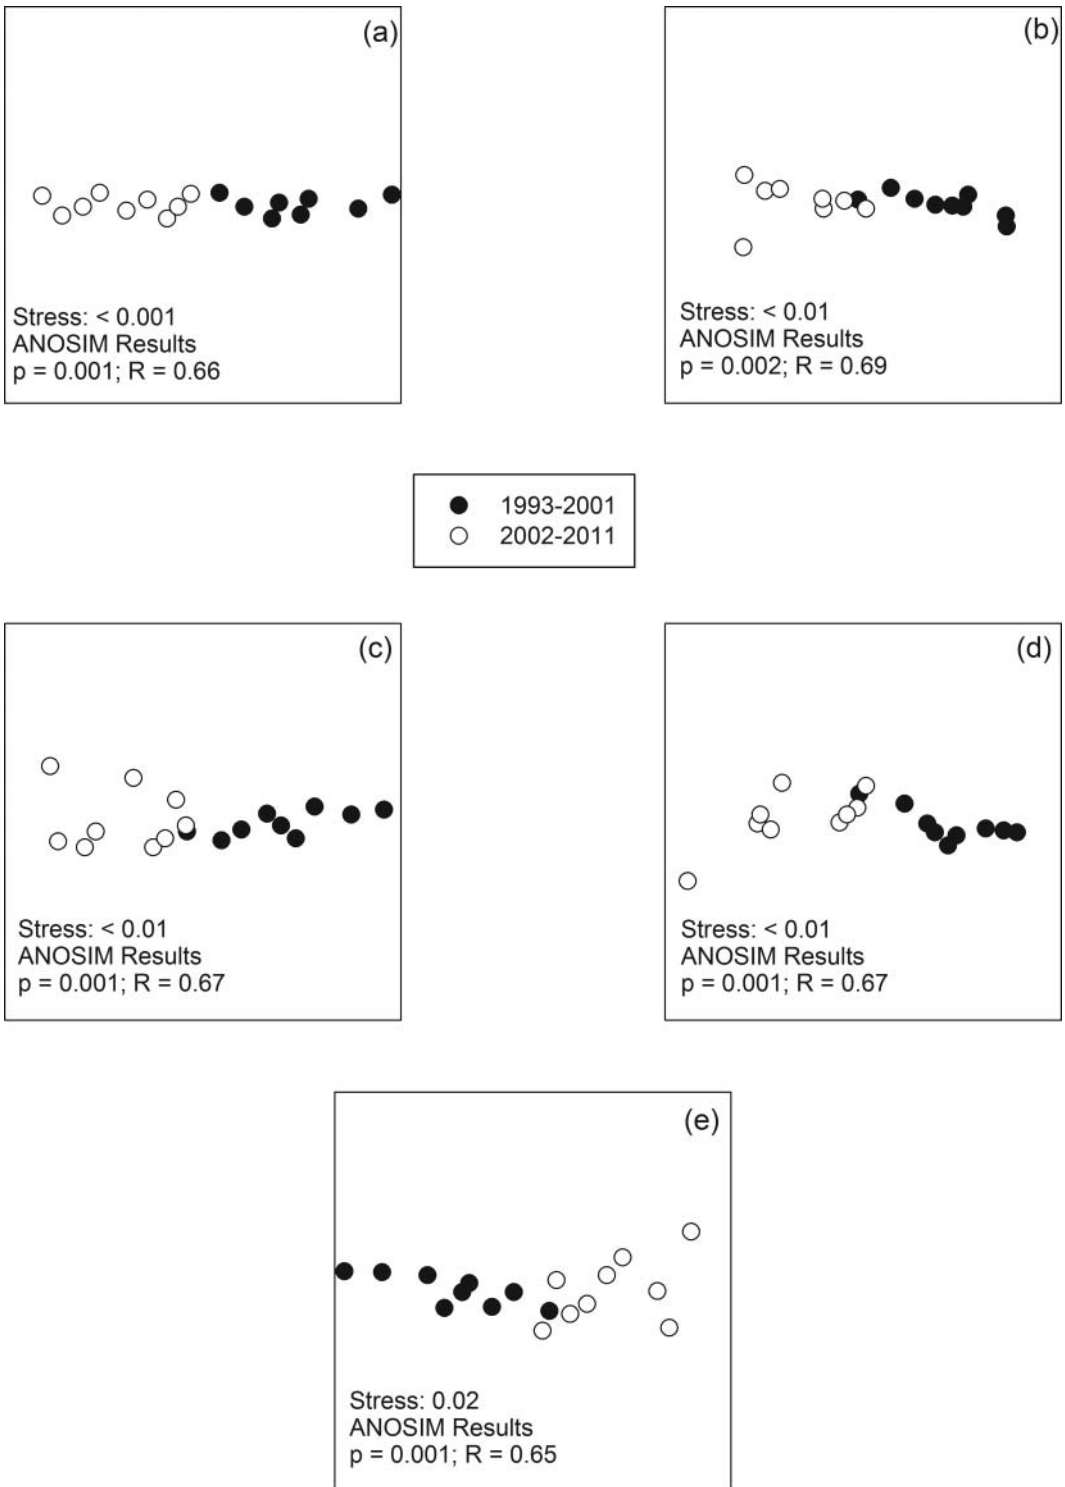 (a)
Stress: < 0.001
ANOSIM Results
p = 0.001; R = 0.66
(b)
Stress: < 0.01
ANOSIM Results
p = 0.002; R = 0.69
1993-2001
2002-2011
(c)
Stress: < 0.01
ANOSIM Results
p = 0.001; R = 0.67
(d)
Stress: < 0.01
ANOSIM Results
p = 0.001; R = 0.67
(e)
Stress: 0.02
ANOSIM Results
p = 0.001; R = 0.65